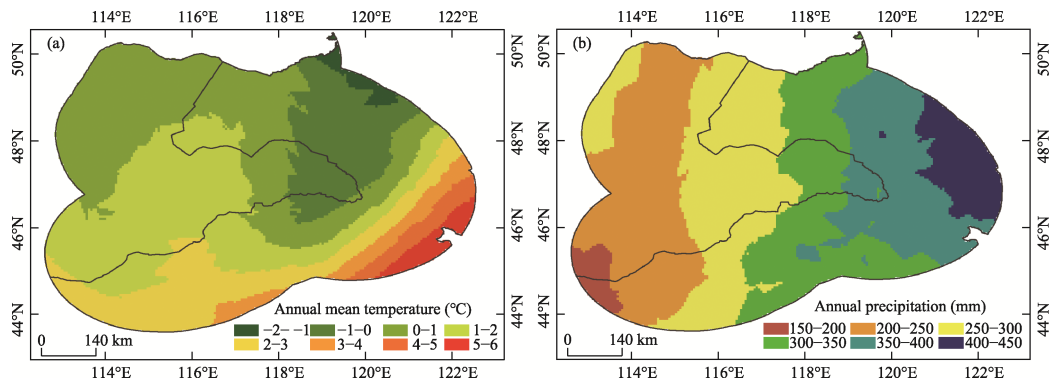 114°E 116°E 118°E 120°E 122°E
(a)
50°N
48°N
46°N
44°N
50°N
48°N
46°N
44°N
Annual mean temperature (℃)
−2−−1 −1−0 0−1 1−2
2−3 3−4 4−5 5−6
0 140 km
114°E 116°E 118°E 120°E 122°E
114°E 116°E 118°E 120°E 122°E
(b)
50°N
48°N
46°N
44°N
50°N
48°N
46°N
44°N
Annual precipitation (mm)
150−200 200−250 250−300
300−350 350−400 400−450
0 140 km
114°E 116°E 118°E 120°E 122°E